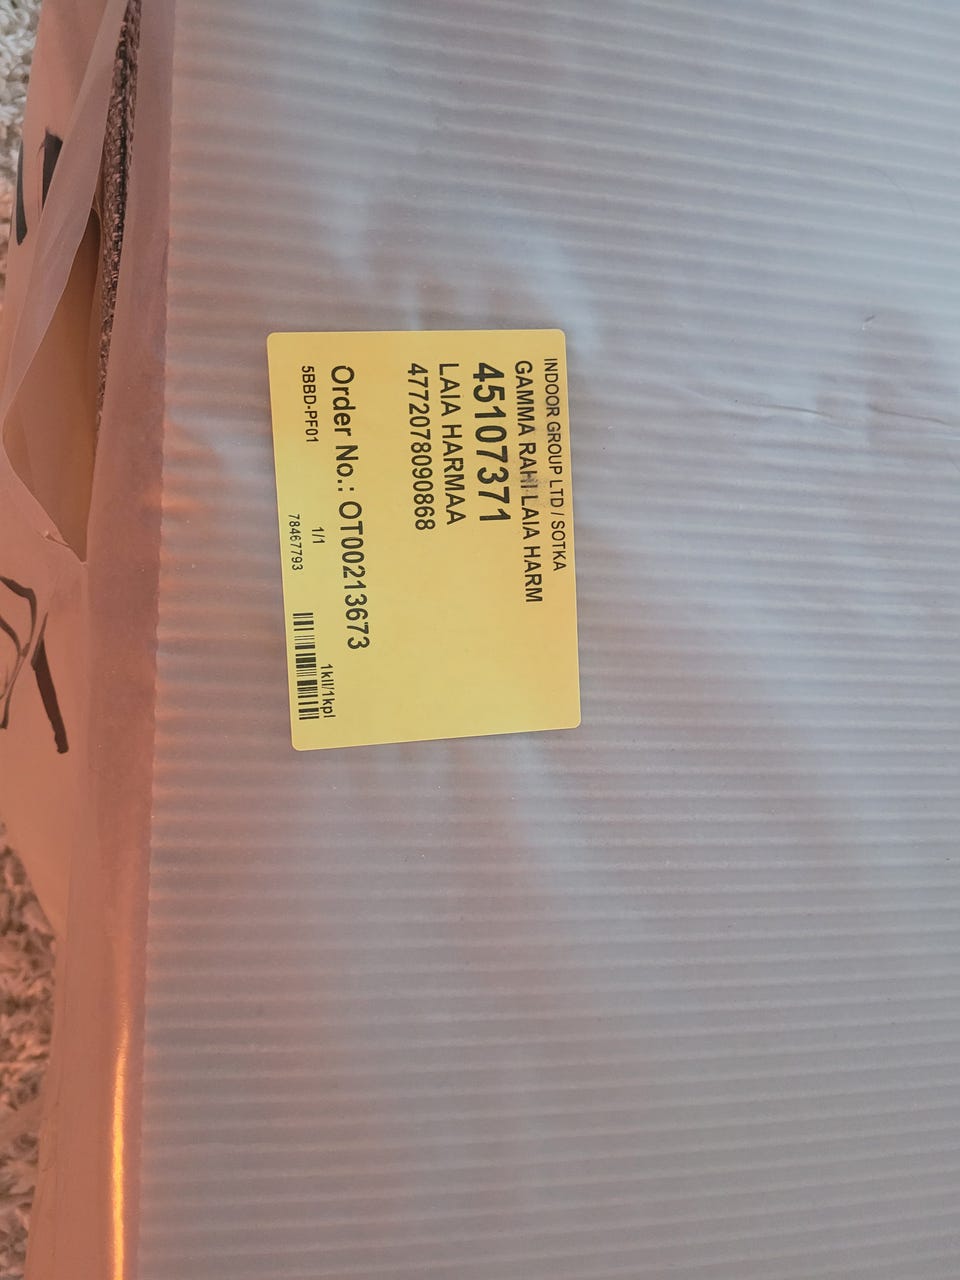 INDOOR GROUP LTD / SOTKA
GAMMA RAHI LAIA HARM
45107371
LAIA HARMAA
4772078090868
Order No.: OT00213673
5BBD-PF01
1/1
1kll/1kpl
78467793